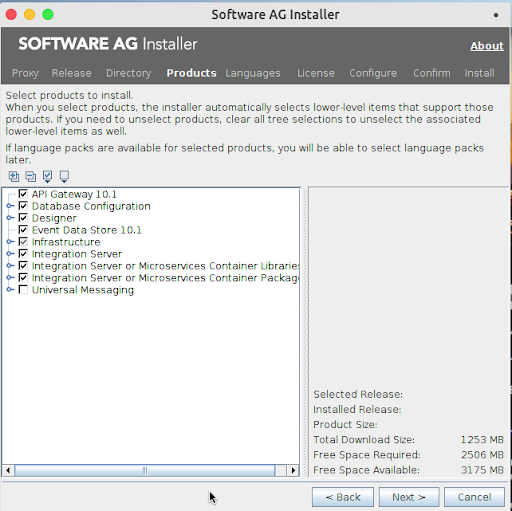 Software AG Installer
SOFTWARE AG Installer
About
Proxy Release Directory Products Languages License Configure Confirm Install
Select products to install.
When you select products, the installer automatically selects lower-level items that support those
products. If you need to unselect products, clear all tree selections to unselect the associated
lower-level items as well.
If language packs are available for selected products, you will be able to select language packs
later.
API Gateway 10.1
Database Configuration
Designer
Event Data Store 10.1
Infrastructure
Integration Server
Integration Server or Microservices Container Libraries
Integration Server or Microservices Container Packag
Universal Messaging
Selected Release:
Installed Release:
Product Size:
Total Download Size: 1253 MB
Free Space Required: 2506 MB
Free Space Available: 3175 MB
< Back Next > Cancel